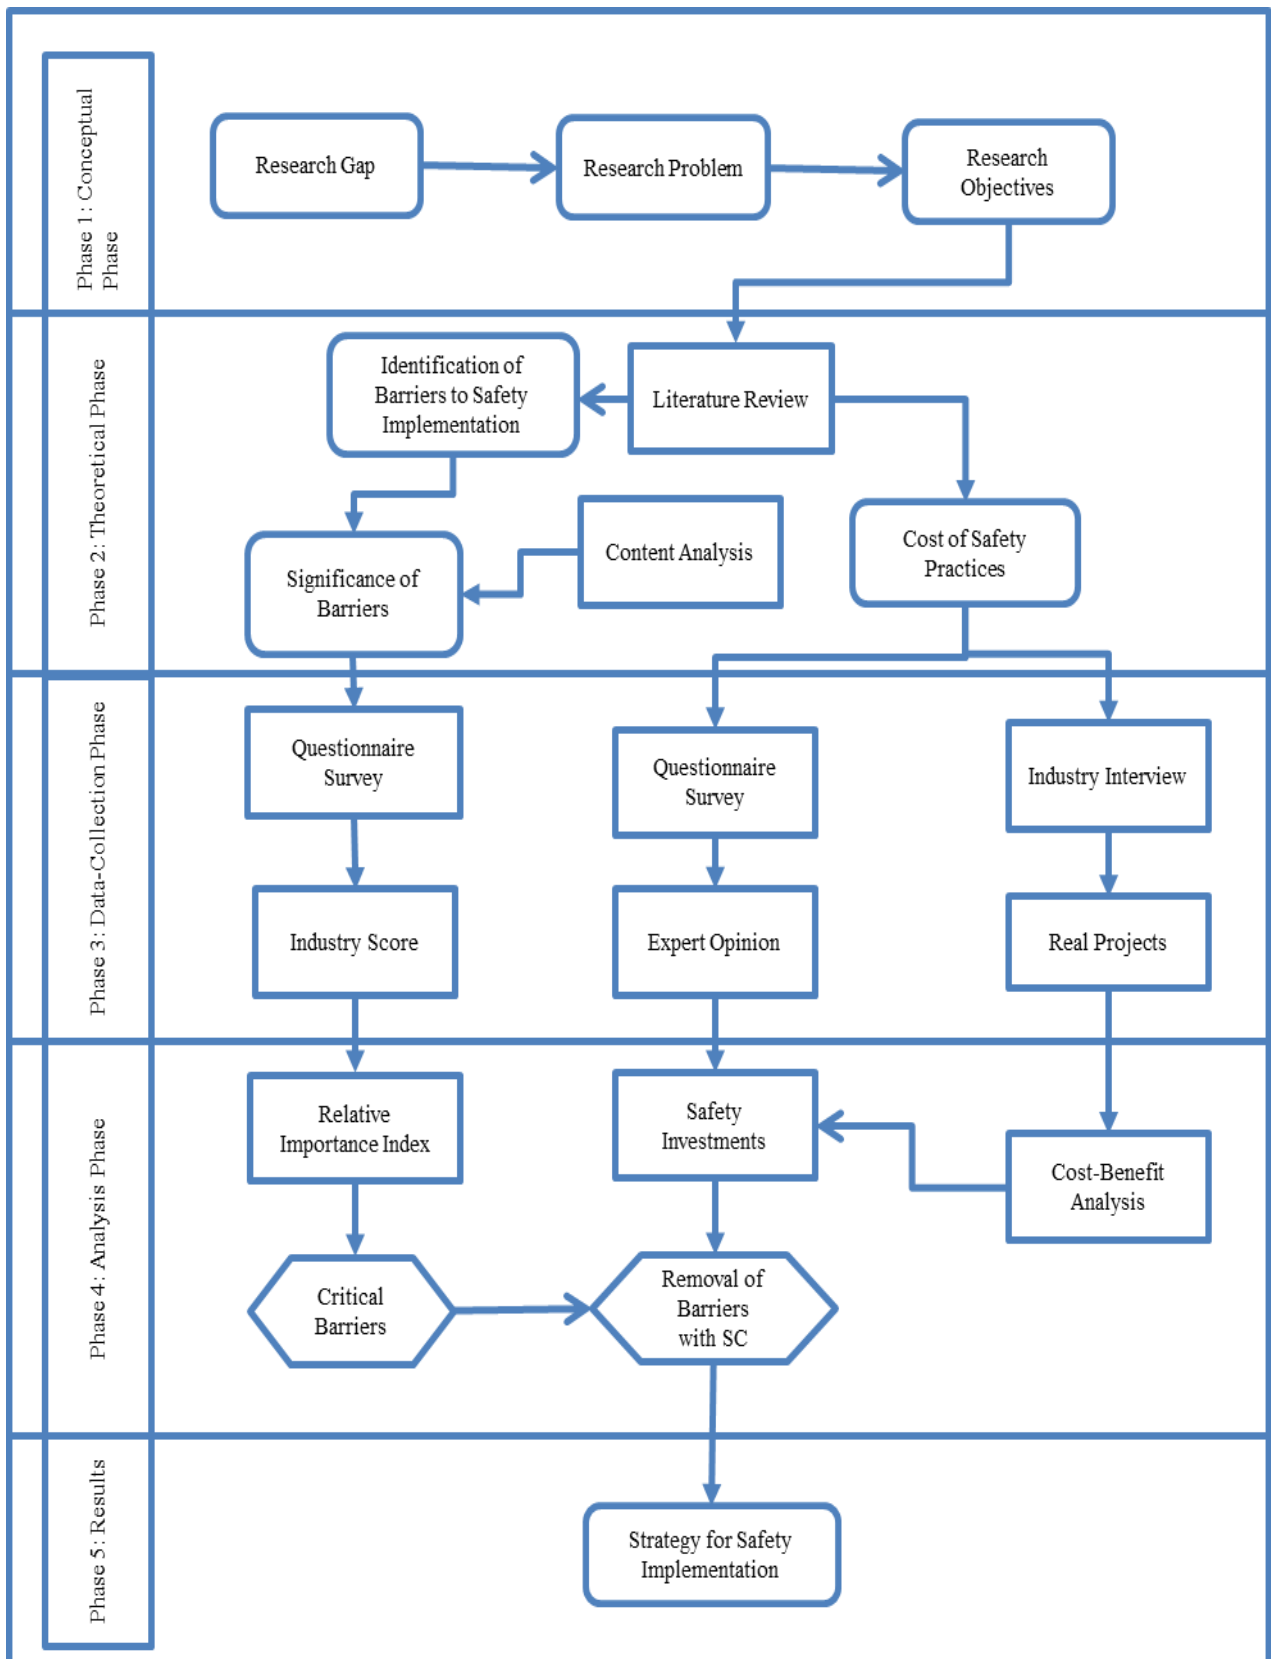 Phase 1: Conceptual
Phase
Research Gap
Research Problem
Research
Objectives
Phase 2: Theoretical Phase
Identification of
Barriers to Safety
Implementation
Literature Review
Content Analysis
Cost of Safety
Practices
Significance of
Barriers
Phase 3: Data-Collection Phase
Questionnaire
Survey
Questionnaire
Survey
Industry Interview
Industry Score
Expert Opinion
Real Projects
Phase 4: Analysis Phase
Relative
Importance Index
Safety
Investments
Cost-Benefit
Analysis
Critical
Barriers
Removal of
Barriers
with SC
Phase 5: Results
Strategy for Safety
Implementation